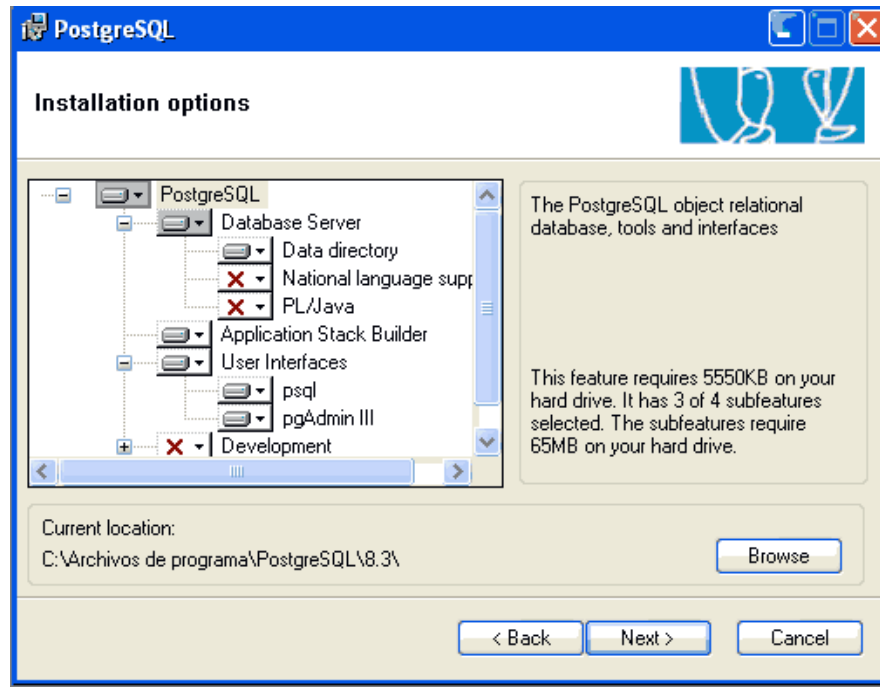 PostgreSQL
Installation options
PostgreSQL
Database Server
Data directory
National language supp
PL/Java
Application Stack Builder
User Interfaces
psql
pgAdmin III
Development
The PostgreSQL object relational
database, tools and interfaces
This feature requires 5550KB on your
hard drive. It has 3 of 4 subfeatures
selected. The subfeatures require
65MB on your hard drive.
Current location:
C:\Archivos de programa\PostgreSQL\8.3\
Browse
< Back
Next >
Cancel